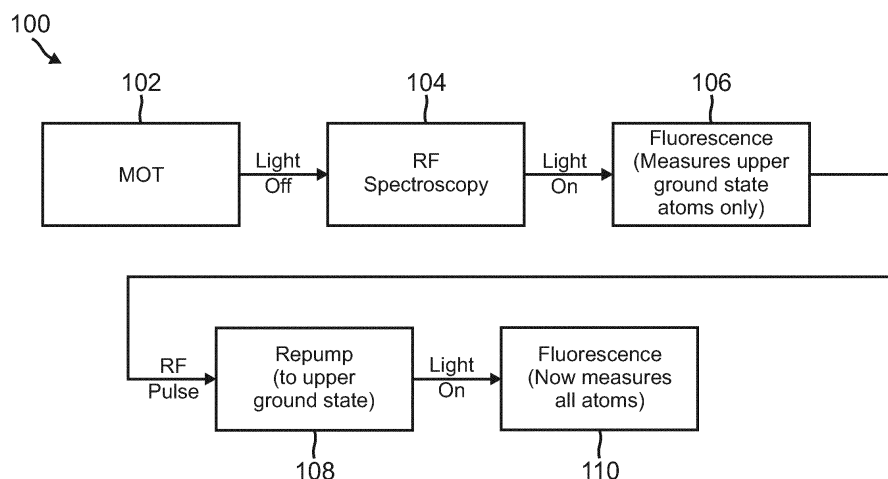 100
102
104
106
MOT
Light
Off
RF
Spectroscopy
Light
On
Fluorescence
(Measures upper
ground state
atoms only)
RF
Pulse
Repump
(to upper
ground state)
Light
On
Fluorescence
(Now measures
all atoms)
108
110